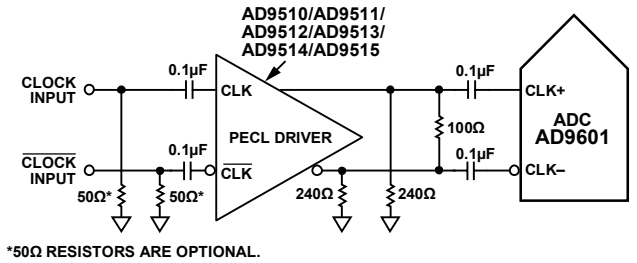 AD9510/AD9511/
AD9512/AD9513/
AD9514/AD9515
CLOCK
INPUT
0.1µF
CLK
0.1µF
CLK+
ADC
AD9601
PECL DRIVER
100Ω
CLOCK
INPUT
0.1µF
CLK
0.1µF
CLK–
50Ω*
50Ω*
240Ω
240Ω
*50Ω RESISTORS ARE OPTIONAL.